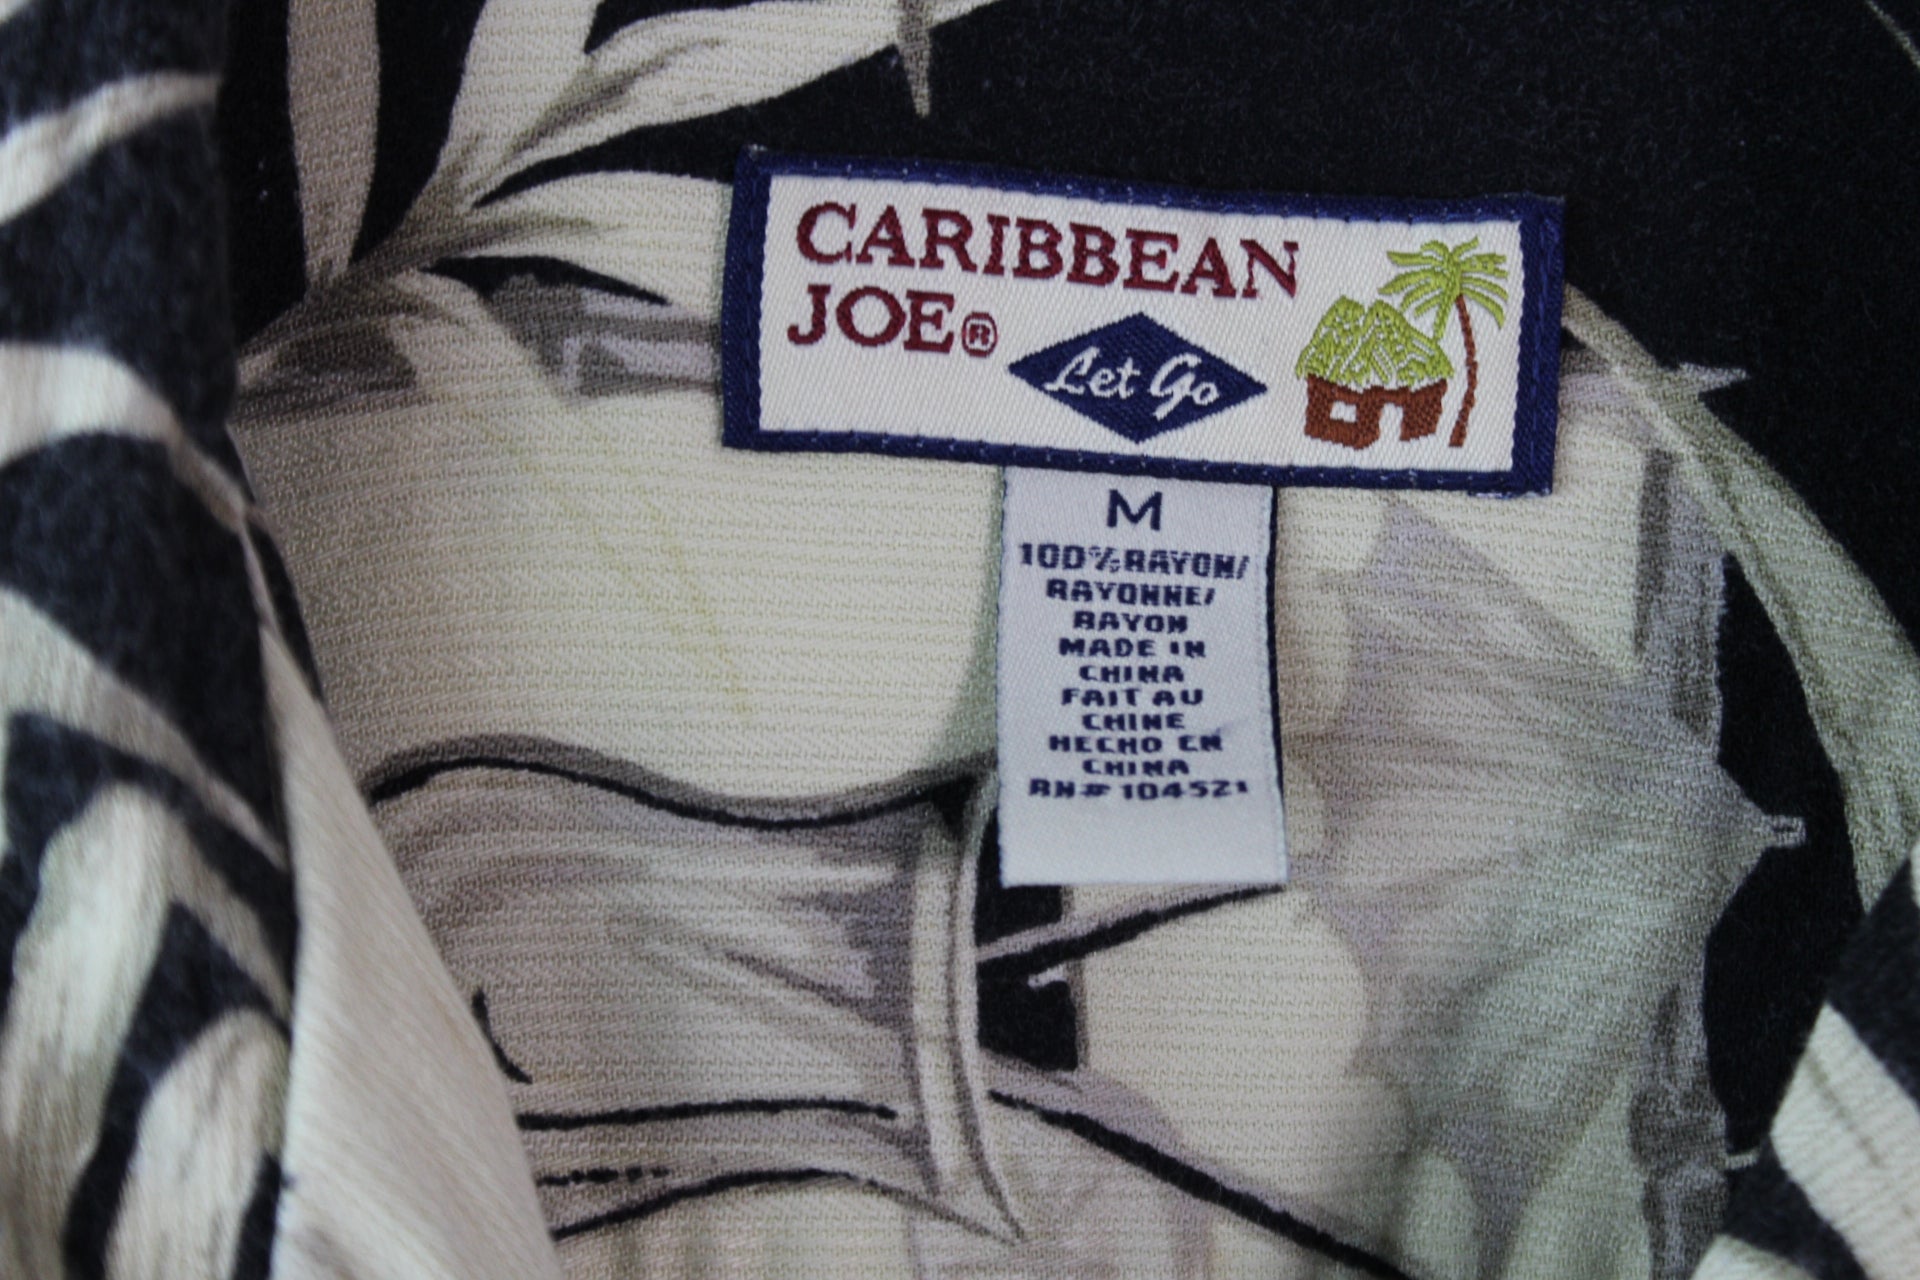 CARIBBEAN
JOE®
Let Go
M
100% RAYON/
RAYONNE/
RAYON
MADE IN
CHINA
FAIT AU
CHINE
HECHO EN
CHINA
RN# 104521